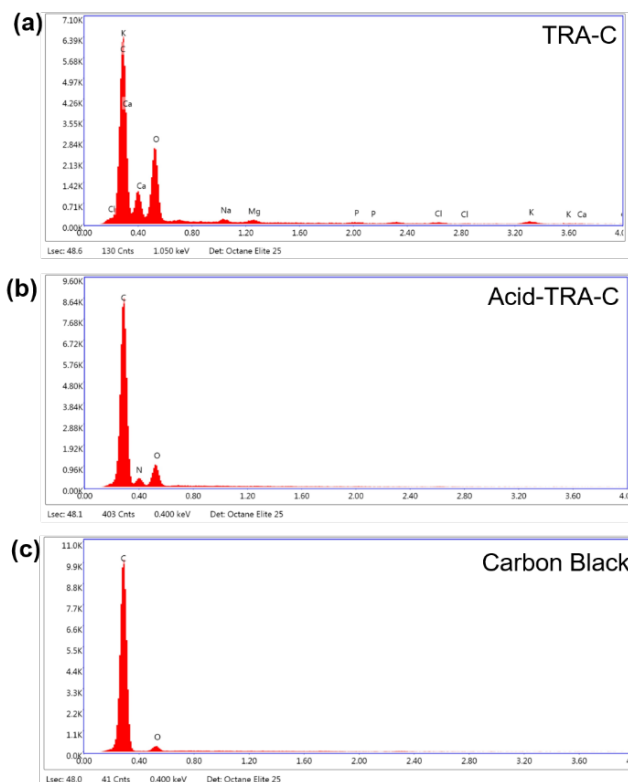 (a)
TRA-C
7.10K
6.39K
5.68K
4.97K
4.26K
3.55K
2.84K
2.13K
1.42K
0.71K
0.00K
K
C
Ca
Cl
Ca
O
Na
Mg
P
P
Cl
Cl
K
K
Ca
0.00 0.40 0.80 1.20 1.60 2.00 2.40 2.80 3.20 3.60 4.0
Lsec: 48.6 130 Cnts 1.050 keV Det: Octane Elite 25
(b)
Acid-TRA-C
9.60K
8.64K
7.68K
6.72K
5.76K
4.80K
3.84K
2.88K
1.92K
0.96K
0.00K
C
N
O
0.00 0.40 0.80 1.20 1.60 2.00 2.40 2.80 3.20 3.60 4.0
Lsec: 48.1 403 Cnts 0.400 keV Det: Octane Elite 25
(c)
Carbon Black
11.0K
9.9K
8.8K
7.7K
6.6K
5.5K
4.4K
3.3K
2.2K
1.1K
0.0K
C
O
0.00 0.40 0.80 1.20 1.60 2.00 2.40 2.80 3.20 3.60 4.
Lsec: 48.0 41 Cnts 0.400 keV Det: Octane Elite 25